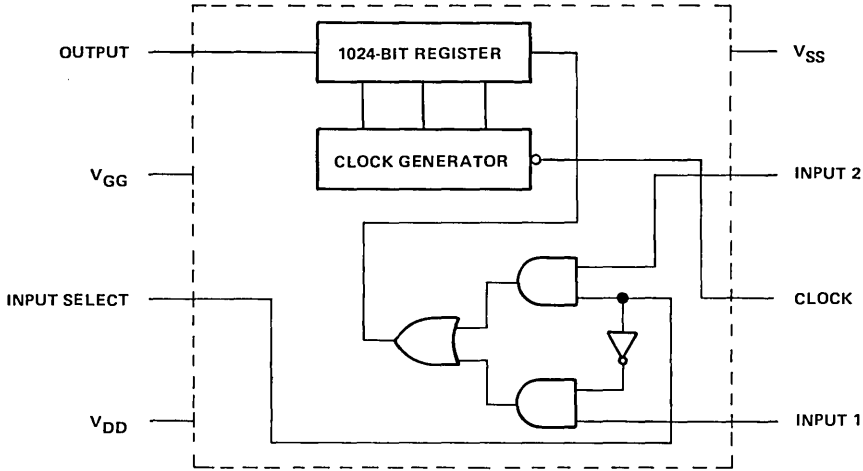 OUTPUT
1024-BIT REGISTER
VSS
CLOCK GENERATOR
VGG
INPUT 2
INPUT SELECT
CLOCK
VDD
INPUT 1